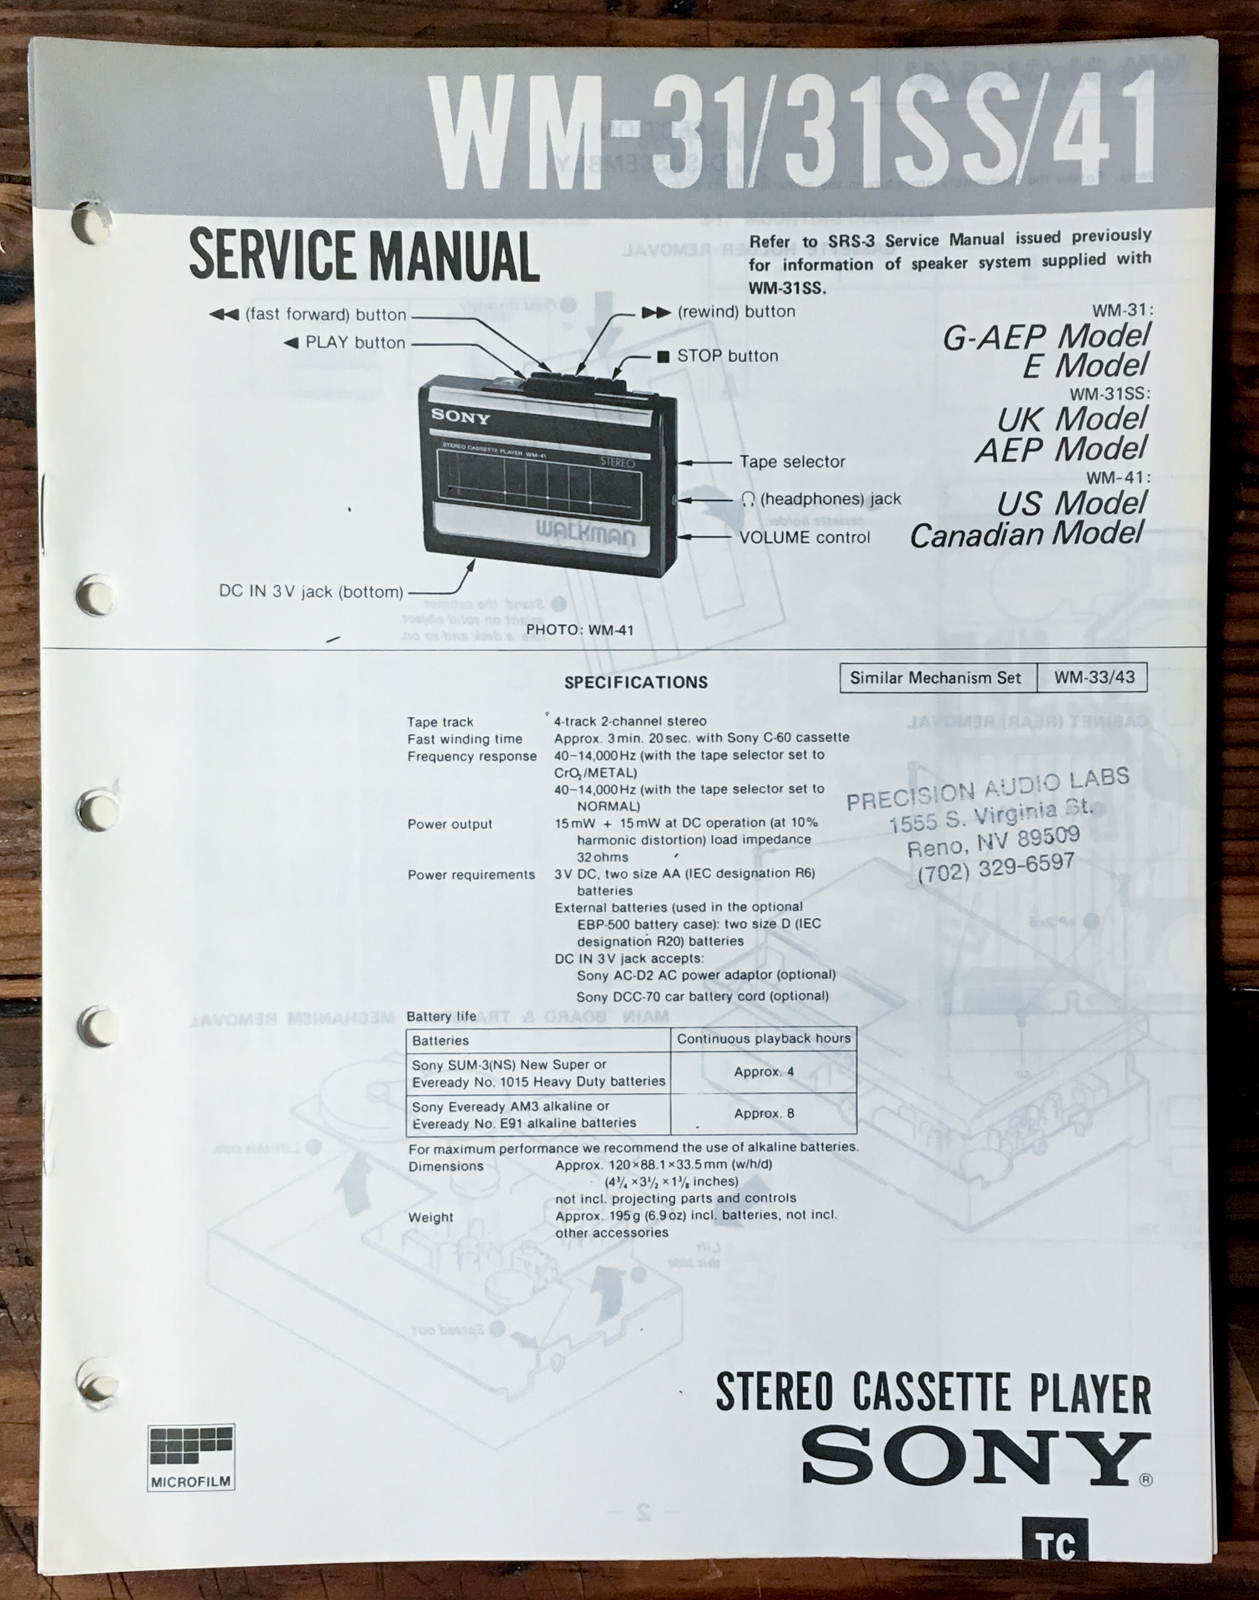 WM-31/31SS/41
SERVICE MANUAL
Refer to SRS-3 Service Manual issued previously
for information of speaker system supplied with
WM-31SS.
◀◀ (fast forward) button
◀ PLAY button
▶▶ (rewind) button
■ STOP button
WM-31:
G-AEP Model
E Model
WM-31SS:
UK Model
AEP Model
WM-41:
US Model
Canadian Model
SONY
STEREO CASSETTE PLAYER WM-41
STEREO
WALKMAN
Tape selector
(headphones) jack
VOLUME control
DC IN 3V jack (bottom)
PHOTO: WM-41
SPECIFICATIONS
Similar Mechanism Set WM-33/43
Tape track 4-track 2-channel stereo
Fast winding time Approx. 3 min. 20 sec. with Sony C-60 cassette
Frequency response 40–14,000 Hz (with the tape selector set to
CrO₂/METAL)
40–14,000 Hz (with the tape selector set to
NORMAL)
Power output 15 mW + 15 mW at DC operation (at 10%
harmonic distortion) load impedance
32 ohms
Power requirements 3 V DC, two size AA (IEC designation R6)
batteries
External batteries (used in the optional
EBP-500 battery case): two size D (IEC
designation R20) batteries
DC IN 3 V jack accepts:
Sony AC-D2 AC power adaptor (optional)
Sony DCC-70 car battery cord (optional)
PRECISION AUDIO LABS
1555 S. Virginia St.
Reno, NV 89509
(702) 329-6597
Battery life
Batteries Continuous playback hours
Sony SUM-3(NS) New Super or
Eveready No. 1015 Heavy Duty batteries Approx. 4
Sony Eveready AM3 alkaline or
Eveready No. E91 alkaline batteries Approx. 8
For maximum performance we recommend the use of alkaline batteries.
Dimensions Approx. 120×88.1×33.5 mm (w/h/d)
(4¾ ×3½ ×1⅜ inches)
not incl. projecting parts and controls
Weight Approx. 195 g (6.9 oz) incl. batteries, not incl.
other accessories
STEREO CASSETTE PLAYER
SONY®
MICROFILM
TC